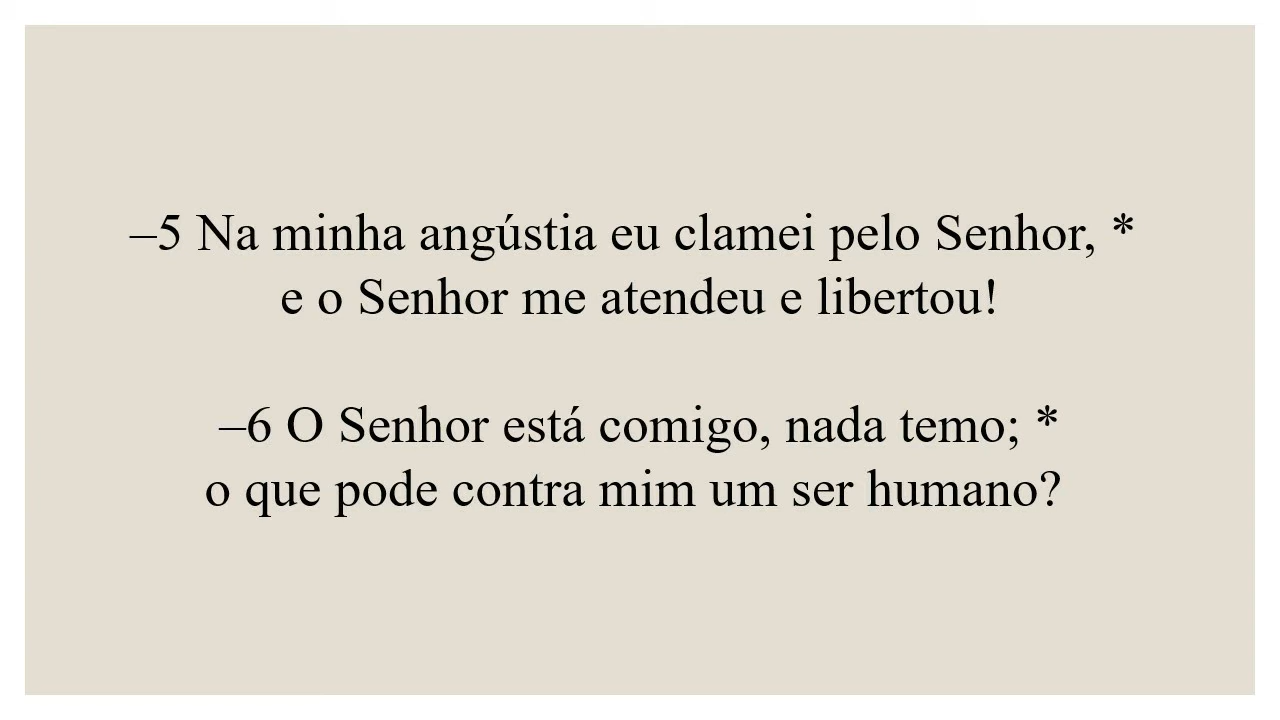 –5 Na minha angústia eu clamei pelo Senhor, *
e o Senhor me atendeu e libertou!
–6 O Senhor está comigo, nada temo; *
o que pode contra mim um ser humano?